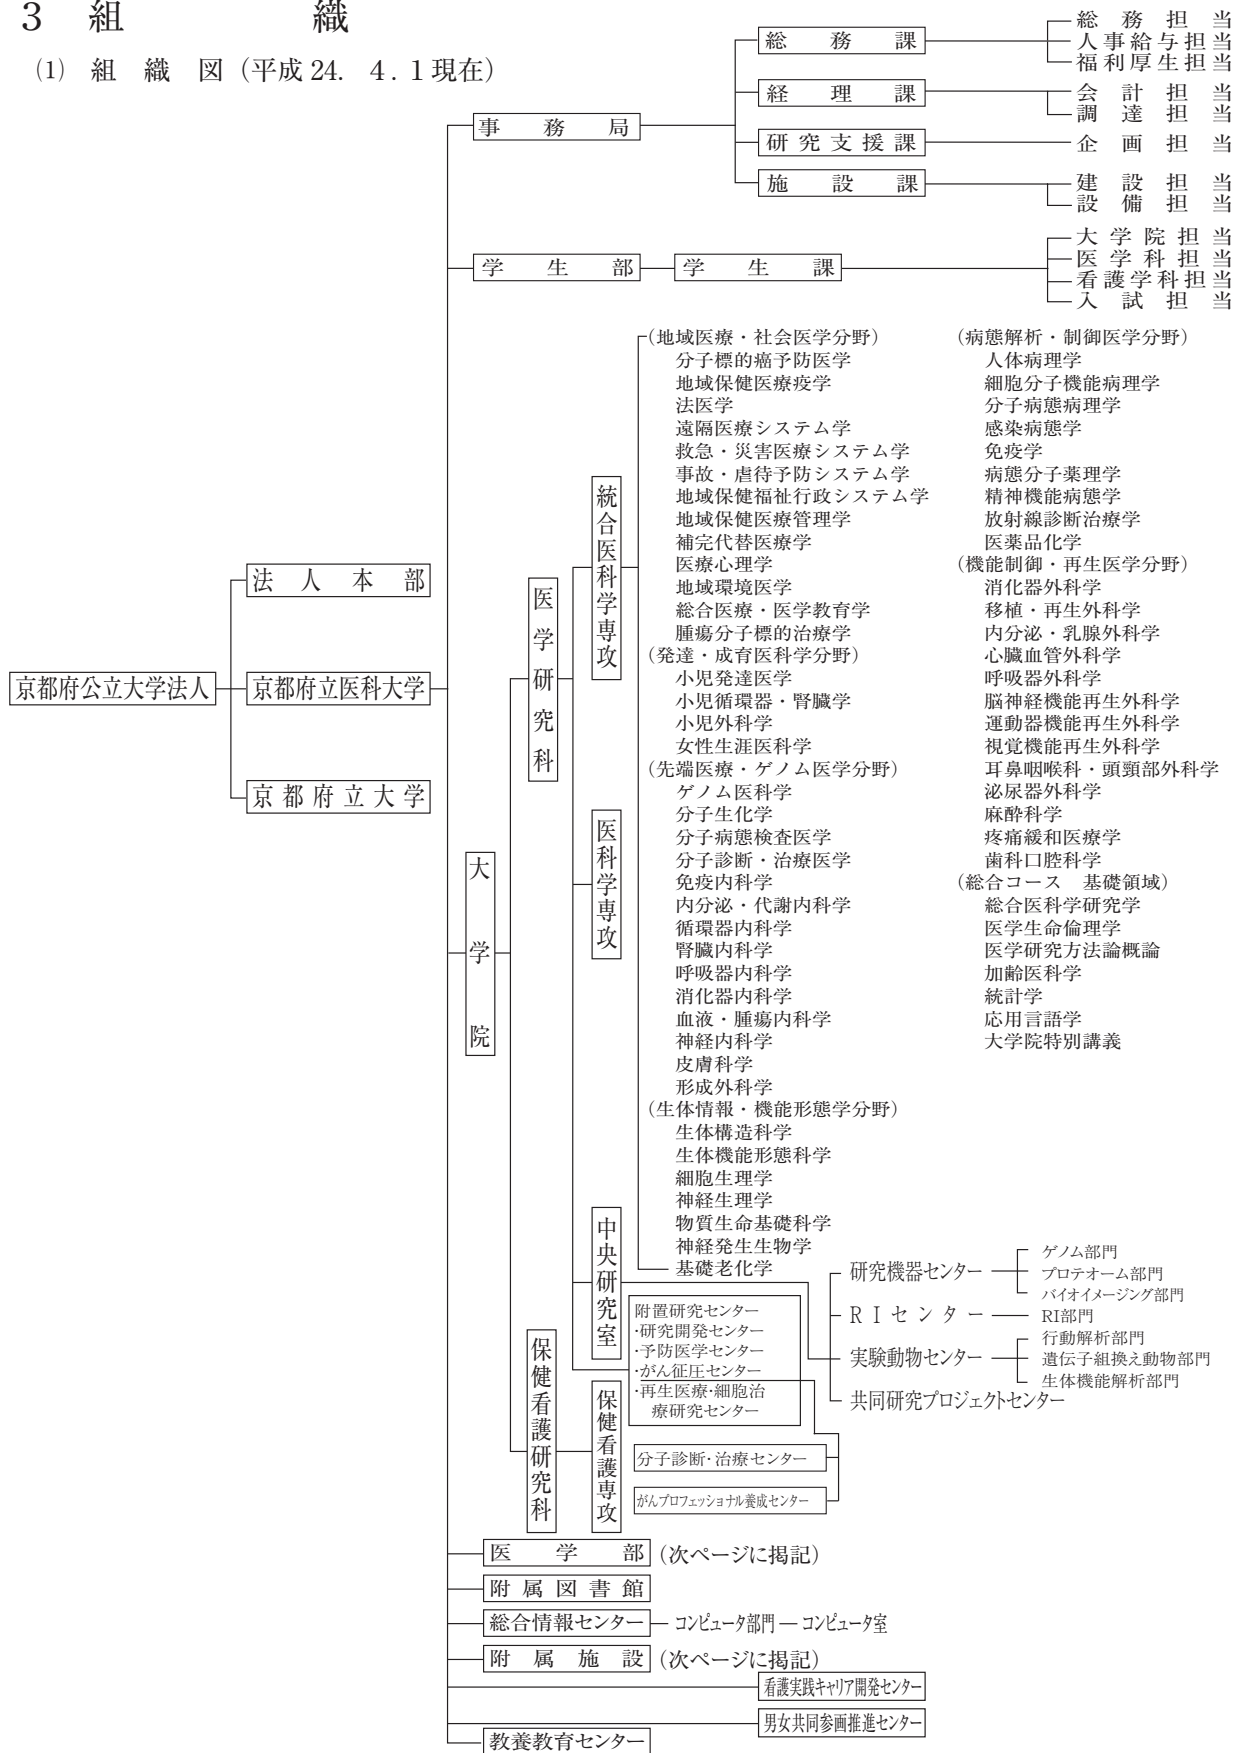 3 組 織
(1) 組 織 図(平成 24. 4. 1 現在)
京都府公立大学法人
法 人 本 部
京都府立医科大学
京 都 府 立 大 学
事 務 局
総 務 課
総 務 担 当
人事給与担当
福利厚生担当
経 理 課
会 計 担 当
調 達 担 当
研究支援課
企 画 担 当
施 設 課
建 設 担 当
設 備 担 当
学 生 部
学 生 課
大学院担当
医学科担当
看護学科担当
入 試 担 当
大学院
医学研究科
統合医科学専攻
(地域医療・社会医学分野)
分子標的癌予防医学
地域保健医療疫学
法医学
遠隔医療システム学
救急・災害医療システム学
事故・虐待予防システム学
地域保健福祉行政システム学
地域保健医療管理学
補完代替医療学
医療心理学
地域環境医学
総合医療・医学教育学
腫瘍分子標的治療学
(発達・成育医科学分野)
小児発達医学
小児循環器・腎臓学
小児外科学
女性生涯医科学
(先端医療・ゲノム医学分野)
ゲノム医科学
分子生化学
分子病態検査医学
分子診断・治療医学
免疫内科学
内分泌・代謝内科学
循環器内科学
腎臓内科学
呼吸器内科学
消化器内科学
血液・腫瘍内科学
神経内科学
皮膚科学
形成外科学
(生体情報・機能形態学分野)
生体構造科学
生体機能形態科学
細胞生理学
神経生理学
物質生命基礎科学
神経発生生物学
基礎老化学
(病態解析・制御医学分野)
人体病理学
細胞分子機能病理学
分子病態病理学
感染病態学
免疫学
病態分子薬理学
精神機能病態学
放射線診断治療学
医薬品化学
(機能制御・再生医学分野)
消化器外科学
移植・再生外科学
内分泌・乳腺外科学
心臓血管外科学
呼吸器外科学
脳神経機能再生外科学
運動器機能再生外科学
視覚機能再生外科学
耳鼻咽喉科・頭頸部外科学
泌尿器外科学
麻酔科学
疼痛緩和医療学
歯科口腔科学
(総合コース 基礎領域)
総合医科学研究学
医学生命倫理学
医学研究方法論概論
加齢医科学
統計学
応用言語学
大学院特別講義
医科学専攻
中央研究室
研究機器センター
ゲノム部門
プロテオーム部門
バイオイメージング部門
RIセンター
RI部門
実験動物センター
行動解析部門
遺伝子組換え動物部門
生体機能解析部門
共同研究プロジェクトセンター
附置研究センター
・研究開発センター
・予防医学センター
・がん征圧センター
・再生医療・細胞治
療研究センター
分子診断・治療センター
がんプロフェッショナル養成センター
保健看護研究科
保健看護専攻
医 学 部 (次ページに掲記)
附属図書館
総合情報センター
コンピュータ部門
コンピュータ室
附 属 施 設 (次ページに掲記)
看護実践キャリア開発センター
男女共同参画推進センター
教養教育センター